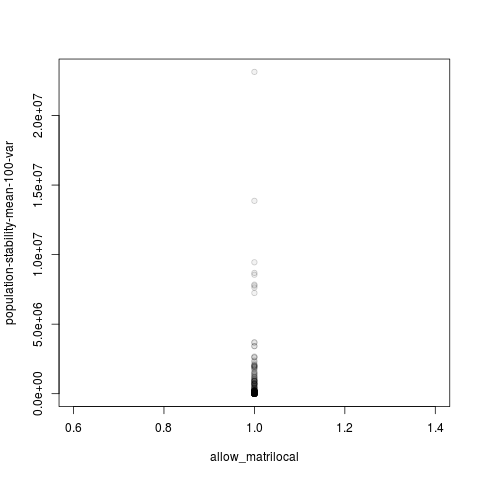 population-stability-mean-100-var
2.0e+07
1.5e+07
1.0e+07
5.0e+06
0.0e+00
0.6
0.8
1.0
1.2
1.4
allow_matrilocal